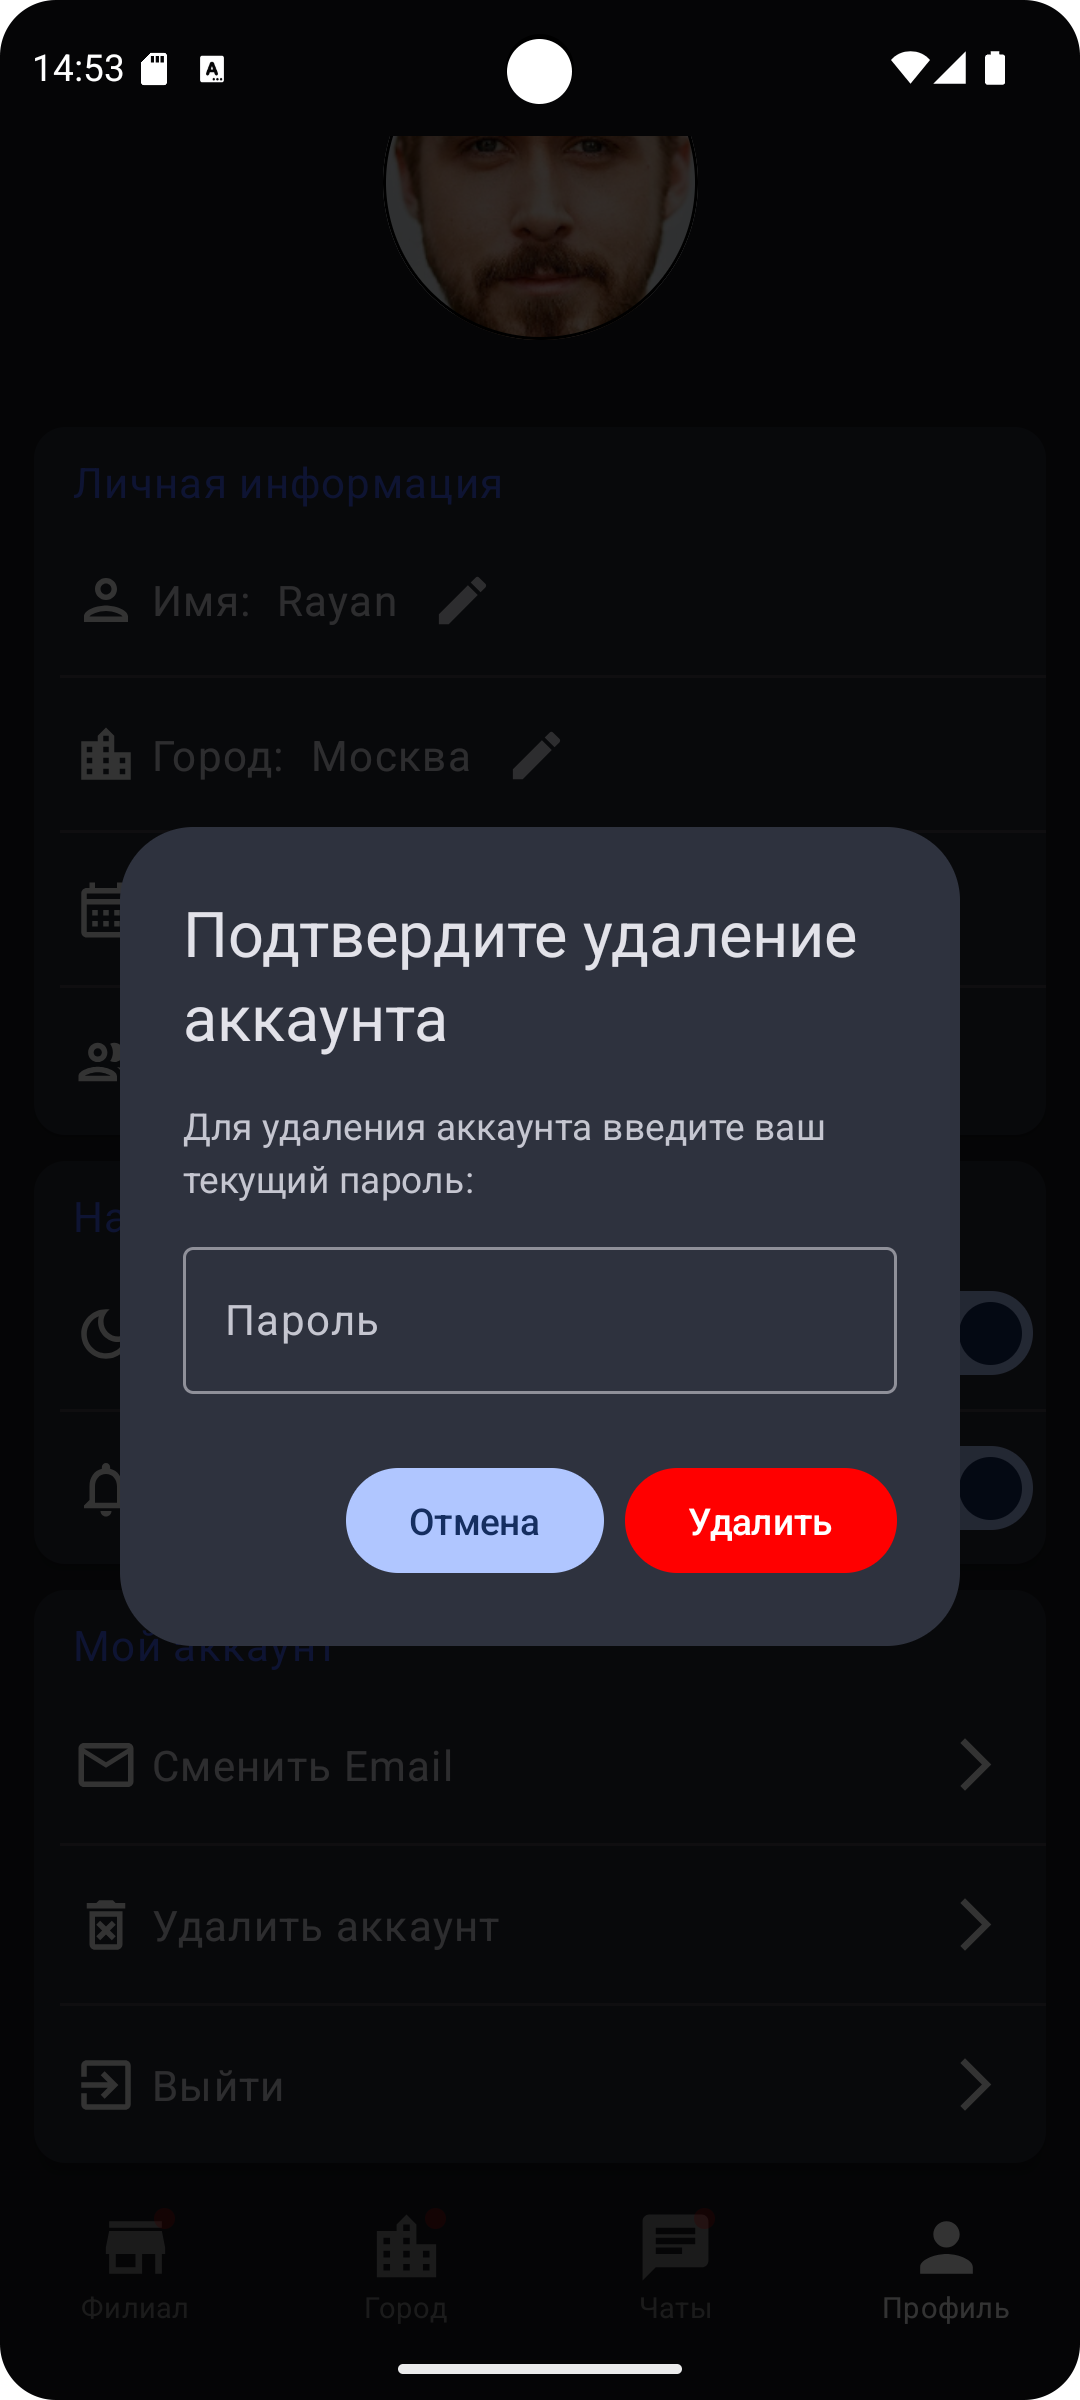 14:53
Личная информация
Имя: Rayan
Город: Москва
Подтвердите удаление
аккаунта
Для удаления аккаунта введите ваш
текущий пароль:
На
Пароль
Отмена
Удалить
Мой аккаунт
Сменить Email
Удалить аккаунт
Выйти
Филиал
Город
Чаты
Профиль